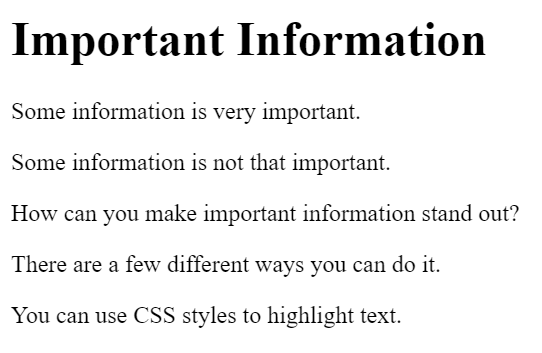 Important Information
Some information is very important.
Some information is not that important.
How can you make important information stand out?
There are a few different ways you can do it.
You can use CSS styles to highlight text.